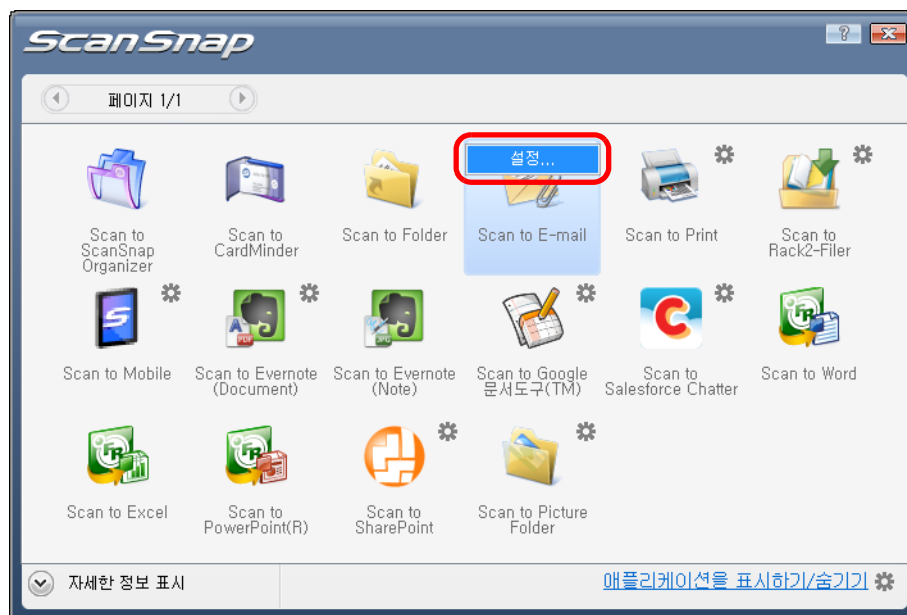 ScanSnap
페이지 1/1
설정...
Scan to
ScanSnap
Organizer
Scan to
CardMinder
Scan to Folder
Scan to E-mail
Scan to Print
Scan to
Rack2-Filer
Scan to Mobile
Scan to Evernote
(Document)
Scan to Evernote
(Note)
Scan to Google
문서도구(TM)
Scan to
Salesforce Chatter
Scan to Word
Scan to Excel
Scan to
PowerPoint(R)
Scan to
SharePoint
Scan to Picture
Folder
자세한 정보 표시
애플리케이션을 표시하기/숨기기